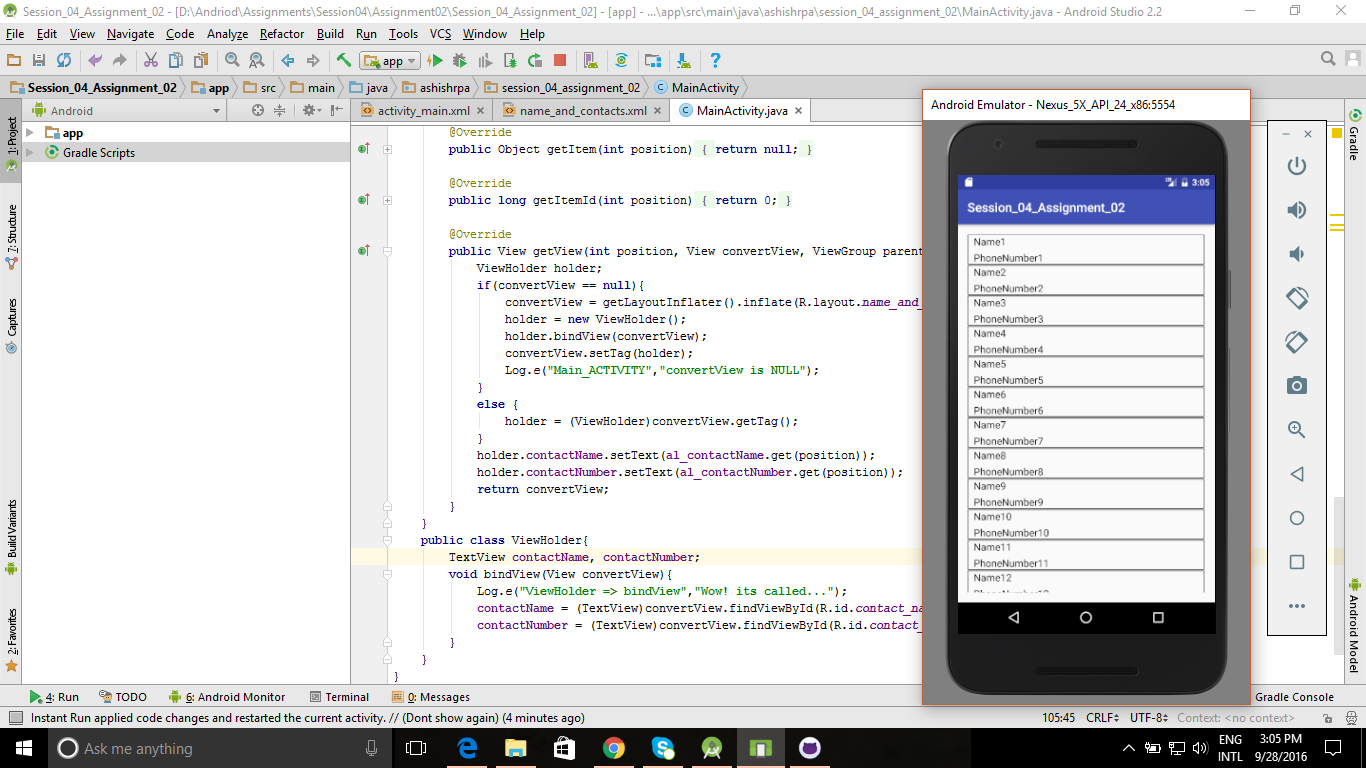 Session_04_Assignment_02 - [D:\Andriod\Assignments\Session04\Assignment02\Session_04_Assignment_02] - [app] - ...\app\src\main\java\ashishrpa\session_04_assignment_02\MainActivity.java - Android Studio 2.2
File Edit View Navigate Code Analyze Refactor Build Run Tools VCS Window Help
app
Session_04_Assignment_02 app src main java ashishrpa session_04_assignment_02 MainActivity
Android
activity_main.xml name_and_contacts.xml MainActivity.java
1: Project
7: Structure
Captures
Build Variants
2: Favorites
app
Gradle Scripts
@Override
public Object getItem(int position) { return null; }
@Override
public long getItemId(int position) { return 0; }
@Override
public View getView(int position, View convertView, ViewGroup parent
ViewHolder holder;
if(convertView == null){
convertView = getLayoutInflater().inflate(R.layout.name_and_
holder = new ViewHolder();
holder.bindView(convertView);
convertView.setTag(holder);
Log.e("Main_ACTIVITY","convertView is NULL");
}
else {
holder = (ViewHolder)convertView.getTag();
}
holder.contactName.setText(al_contactName.get(position));
holder.contactNumber.setText(al_contactNumber.get(position));
return convertView;
}
}
public class ViewHolder{
TextView contactName, contactNumber;
void bindView(View convertView){
Log.e("ViewHolder => bindView","Wow! its called...");
contactName = (TextView)convertView.findViewById(R.id.contact_na
contactNumber = (TextView)convertView.findViewById(R.id.contact_
}
}
}
Android Emulator - Nexus_5X_API_24_x86:5554
3:05
Session_04_Assignment_02
Name1
PhoneNumber1
Name2
PhoneNumber2
Name3
PhoneNumber3
Name4
PhoneNumber4
Name5
PhoneNumber5
Name6
PhoneNumber6
Name7
PhoneNumber7
Name8
PhoneNumber8
Name9
PhoneNumber9
Name10
PhoneNumber10
Name11
PhoneNumber11
Name12
Gradle
Android Model
4: Run TODO 6: Android Monitor Terminal 0: Messages Gradle Console
Instant Run applied code changes and restarted the current activity. // (Dont show again) (4 minutes ago) 105:45 CRLF UTF-8 Context: <no context>
Ask me anything
ENG
INTL
3:05 PM
9/28/2016